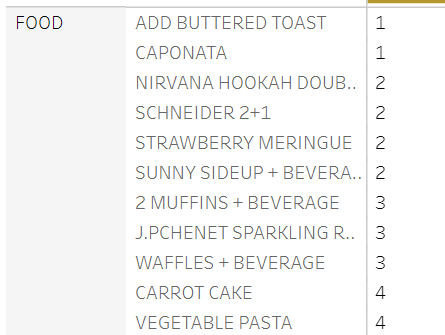 FOOD ADD BUTTERED TOAST 1
CAPONATA 1
NIRVANA HOOKAH DOUB.. 2
SCHNEIDER 2+1 2
STRAWBERRY MERINGUE 2
SUNNY SIDEUP + BEVERA.. 2
2 MUFFINS + BEVERAGE 3
J.PCHENET SPARKLING R.. 3
WAFFLES + BEVERAGE 3
CARROT CAKE 4
VEGETABLE PASTA 4